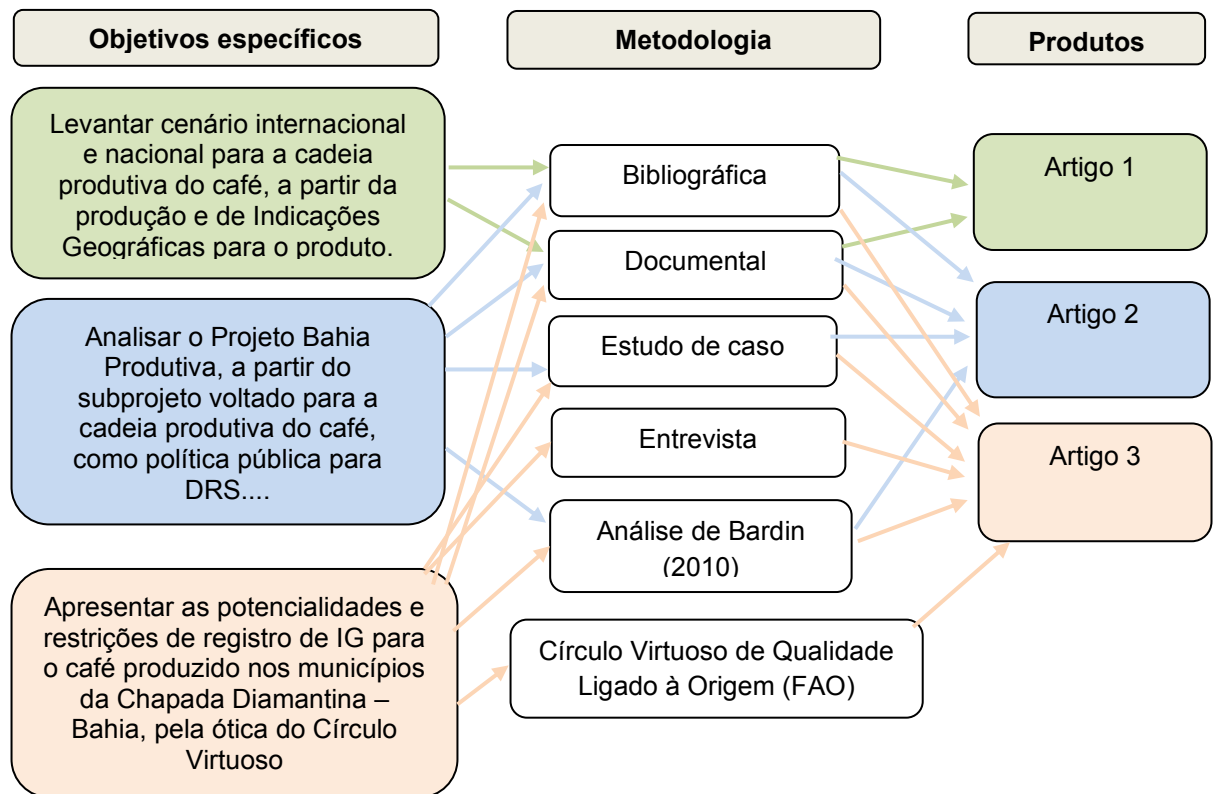 Objetivos específicos
Metodologia
Produtos
Levantar cenário internacional
e nacional para a cadeia
produtiva do café, a partir da
produção e de Indicações
Geográficas para o produto.
Analisar o Projeto Bahia
Produtiva, a partir do
subprojeto voltado para a
cadeia produtiva do café,
como política pública para
DRS....
Apresentar as potencialidades e
restrições de registro de IG para
o café produzido nos municípios
da Chapada Diamantina –
Bahia, pela ótica do Círculo
Virtuoso
Bibliográfica
Documental
Estudo de caso
Entrevista
Análise de Bardin
(2010)
Círculo Virtuoso de Qualidade
Ligado à Origem (FAO)
Artigo 1
Artigo 2
Artigo 3